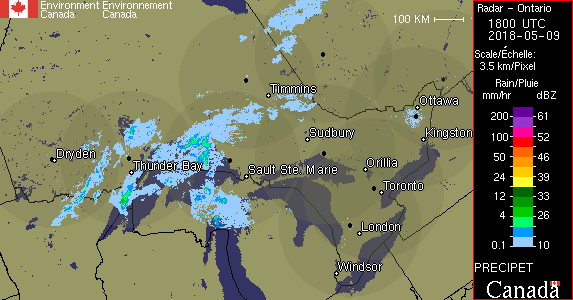 Environment Environnement
Canada Canada
100 KM
Timmins
Ottawa
Sudbury
Kingston
Dryden
Thunder Bay
Sault Ste. Marie
Orillia
Toronto
London
Windsor
Radar - Ontario
1800 UTC
2018-05-09
Scale/Échelle:
3.5 km/Pixel
Rain/Pluie
mm/hr dBZ
200 61
100 52
50 46
24 39
12 33
4 26
0.1 10
PRECIPET
Canada